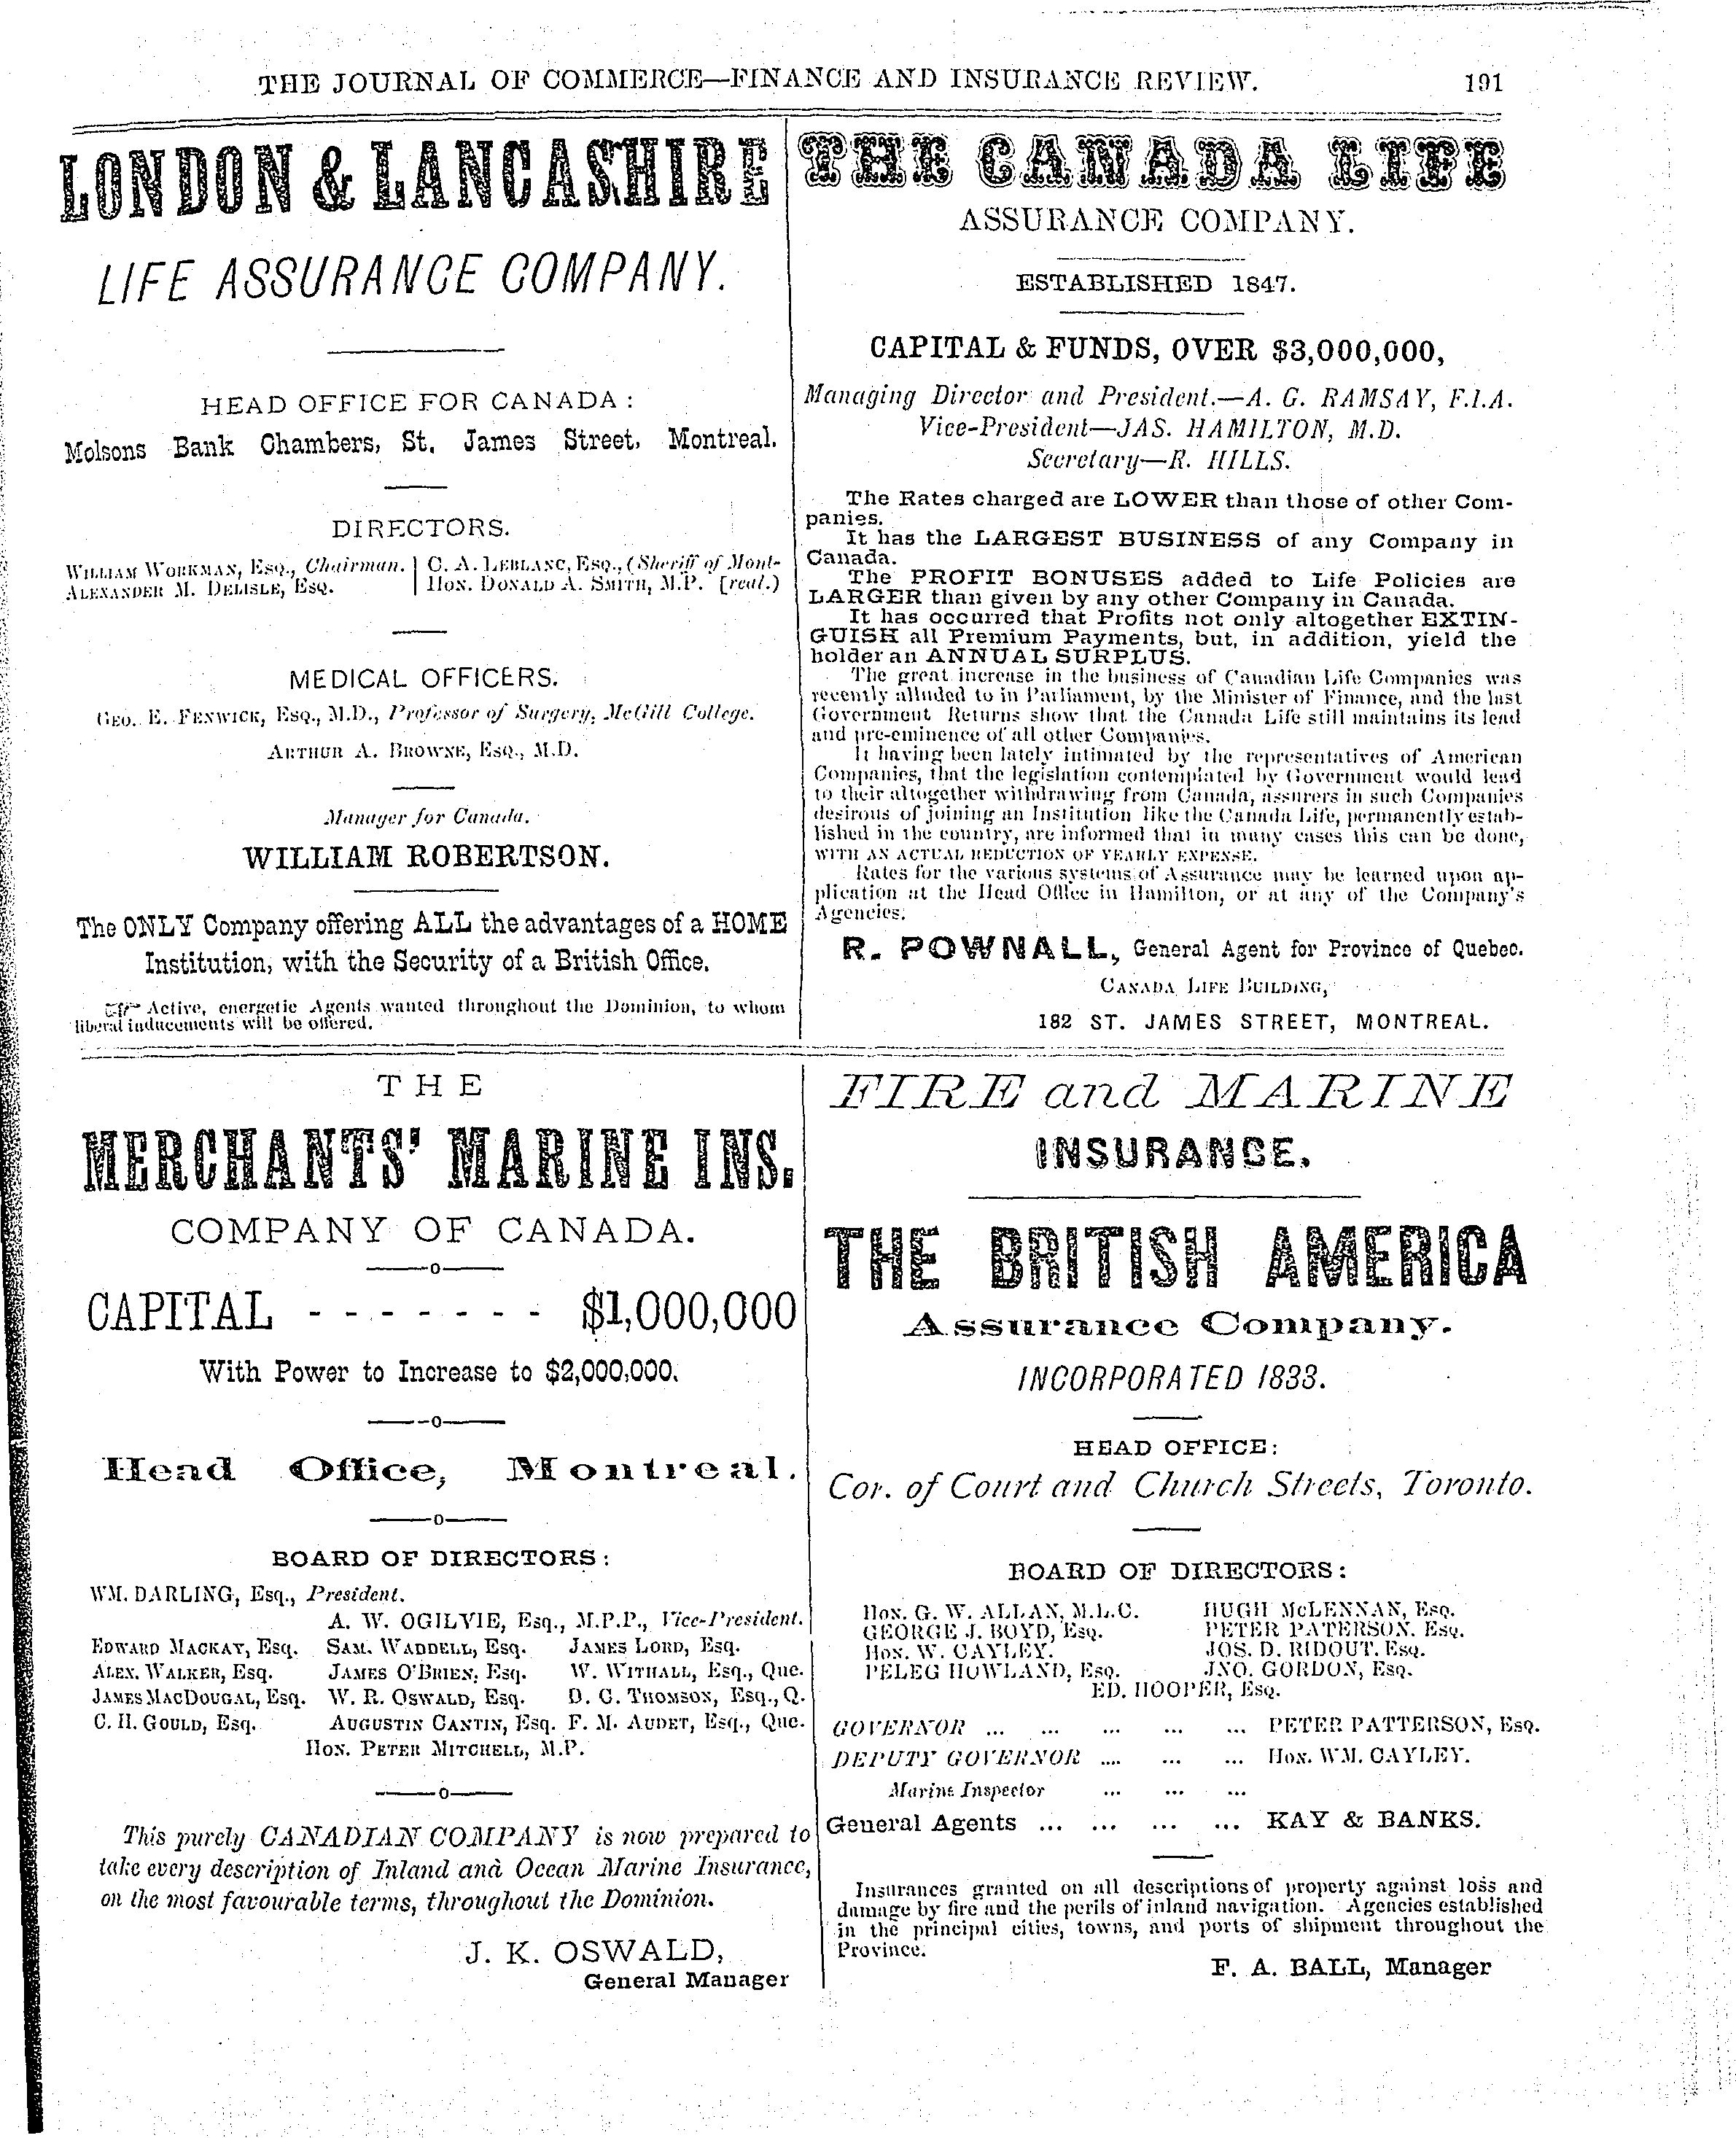 THE JOURNAL OF COMMERCE—FINANCE AND INSURANCE REVIEW. 191
LONDON & LANCASHIRE
LIFE ASSURANCE COMPANY.
HEAD OFFICE FOR CANADA:
Molsons Bank Chambers, St. James Street, Montreal.
DIRECTORS.
WILLIAM WORKMAN, ESQ., Chairman. | C. A. LEBLANC, ESQ., (Sheriff of Mont-
ALEXANDER M. DELISLE, ESQ. | HON. DONALD A. SMITH, M.P. [real.)
MEDICAL OFFICERS.
GEO. E. FENWICK, ESQ., M.D., Professor of Surgery, McGill College.
ARTHUR A. BROWNE, ESQ., M.D.
Manager for Canada.
WILLIAM ROBERTSON.
The ONLY Company offering ALL the advantages of a HOME
Institution, with the Security of a British Office.
☞ Active, energetic Agents wanted throughout the Dominion, to whom
liberal inducements will be offered.
THE CANADA LIFE
ASSURANCE COMPANY.
ESTABLISHED 1847.
CAPITAL & FUNDS, OVER $3,000,000,
Managing Director and President.—A. G. RAMSAY, F.I.A.
Vice-President—JAS. HAMILTON, M.D.
Secretary—R. HILLS.
The Rates charged are LOWER than those of other Com-
panies.
It has the LARGEST BUSINESS of any Company in
Canada.
The PROFIT BONUSES added to Life Policies are
LARGER than given by any other Company in Canada.
It has occurred that Profits not only altogether EXTIN-
GUISH all Premium Payments, but, in addition, yield the
holder an ANNUAL SURPLUS.
The great increase in the business of Canadian Life Companies was
recently alluded to in Parliament, by the Minister of Finance, and the last
Government Returns show that the Canada Life still maintains its lead
and pre-eminence of all other Companies.
It having been lately intimated by the representatives of American
Companies, that the legislation contemplated by Government would lead
to their altogether withdrawing from Canada, assurers in such Companies
desirous of joining an Institution like the Canada Life, permanently estab-
lished in the country, are informed that in many cases this can be done,
WITH AN ACTUAL REDUCTION OF YEARLY EXPENSE.
Rates for the various systems of Assurance may be learned upon ap-
plication at the Head Office in Hamilton, or at any of the Company's
Agencies.
R. POWNALL, General Agent for Province of Quebec.
CANADA LIFE BUILDING,
182 ST. JAMES STREET, MONTREAL.
THE
MERCHANTS' MARINE INS.
COMPANY OF CANADA.
CAPITAL - - - - - - - - $1,000,000
With Power to Increase to $2,000,000.
Head Office, Montreal.
BOARD OF DIRECTORS:
WM. DARLING, Esq., President.
A. W. OGILVIE, Esq., M.P.P., Vice-President.
EDWARD MACKAY, Esq. SAM. WADDELL, Esq. JAMES LORD, Esq.
ALEX. WALKER, Esq. JAMES O'BRIEN, Esq. W. WITHALL, Esq., Que.
JAMES MACDOUGAL, Esq. W. R. OSWALD, Esq. D. C. THOMSON, Esq., Q.
C. H. GOULD, Esq. AUGUSTIN CANTIN, Esq. F. M. AUDET, Esq., Que.
HON. PETER MITCHELL, M.P.
This purely CANADIAN COMPANY is now prepared to
take every description of Inland and Ocean Marine Insurance,
on the most favourable terms, throughout the Dominion.
J. K. OSWALD,
General Manager
FIRE and MARINE
INSURANCE.
THE BRITISH AMERICA
Assurance Company.
INCORPORATED 1833.
HEAD OFFICE:
Cor. of Court and Church Streets, Toronto.
BOARD OF DIRECTORS:
HON. G. W. ALLAN, M.L.C. HUGH McLENNAN, ESQ.
GEORGE J. BOYD, ESQ. PETER PATERSON, ESQ.
HON. W. CAYLEY. JOS. D. RIDOUT, ESQ.
PELEG HOWLAND, ESQ. JNO. GORDON, ESQ.
ED. HOOPER, ESQ.
GOVERNOR ... ... ... ... ... PETER PATTERSON, ESQ.
DEPUTY GOVERNOR .... ... ... HON. WM. CAYLEY.
Marine Inspector ... ... ...
General Agents ... ... ... ... KAY & BANKS.
Insurances granted on all descriptions of property against loss and
damage by fire and the perils of inland navigation. Agencies established
in the principal cities, towns, and ports of shipment throughout the
Province.
F. A. BALL, Manager